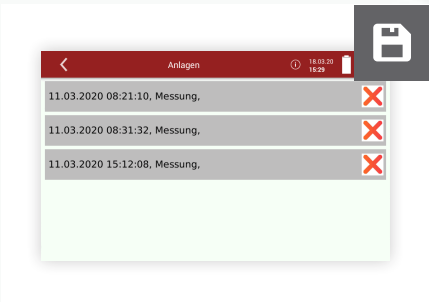 Anlagen
18.03.20
15:29
11.03.2020 08:21:10, Messung,
11.03.2020 08:31:32, Messung,
11.03.2020 15:12:08, Messung,